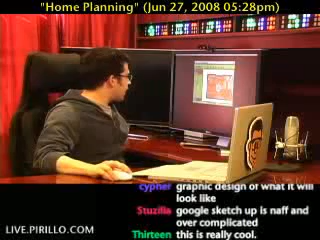 "Home Planning" (Jun 27, 2008 05:28pm)
cypher graphic design of what it will
look like
Stuzilla google sketch up is naff and
over complicated
Thirteen this is really cool.
LIVE.PIRILLO.COM